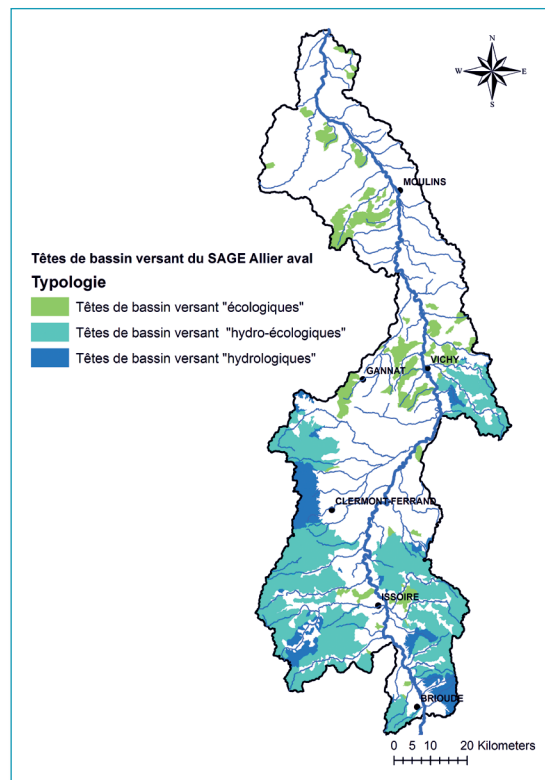 N
W E
S
MOULINS
Têtes de bassin versant du SAGE Allier aval
Typologie
Têtes de bassin versant "écologiques"
Têtes de bassin versant "hydro-écologiques"
Têtes de bassin versant "hydrologiques"
VICHY
GANNAT
CLERMONT-FERRAND
ISSOIRE
BRIOUDE
0 5 10 20 Kilometers